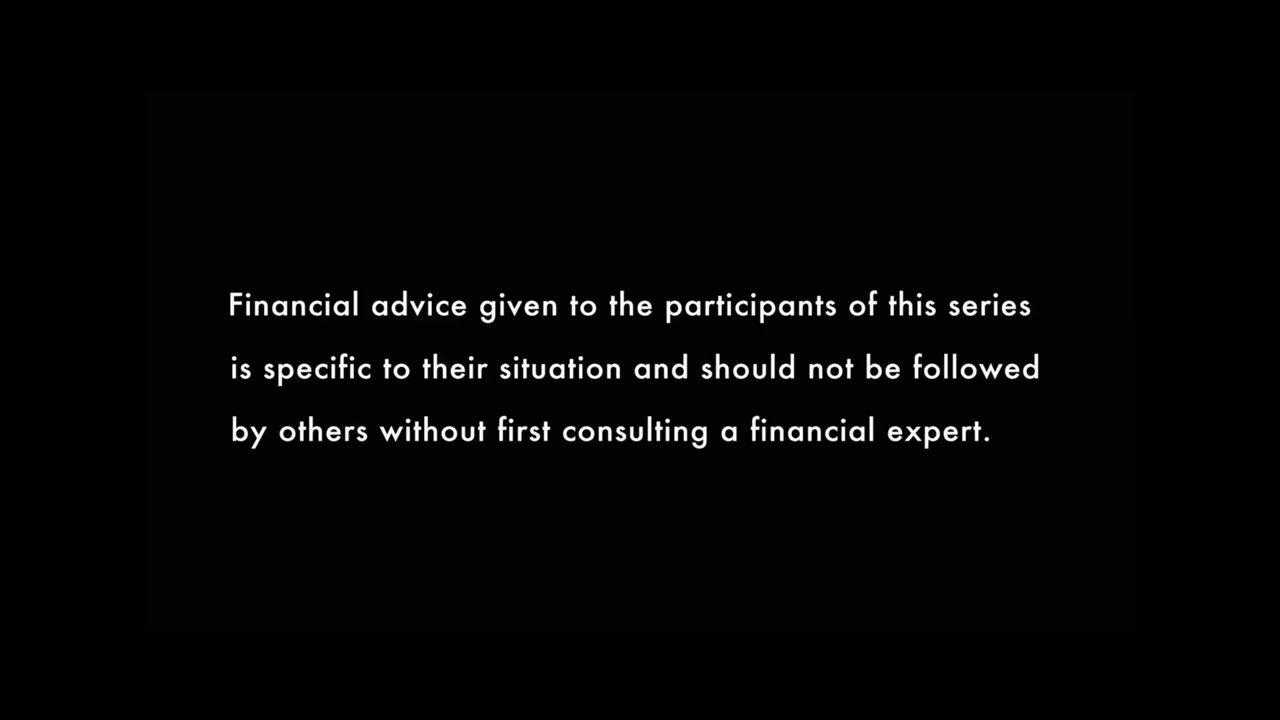 Financial advice given to the participants of this series
is specific to their situation and should not be followed
by others without first consulting a financial expert.